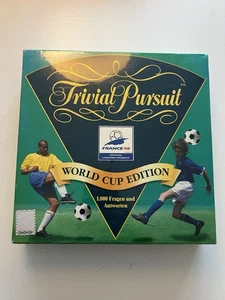 Trivial Pursuit
FRANCE 98
WORLD CUP EDITION
1.800 Fragen und
Antworten